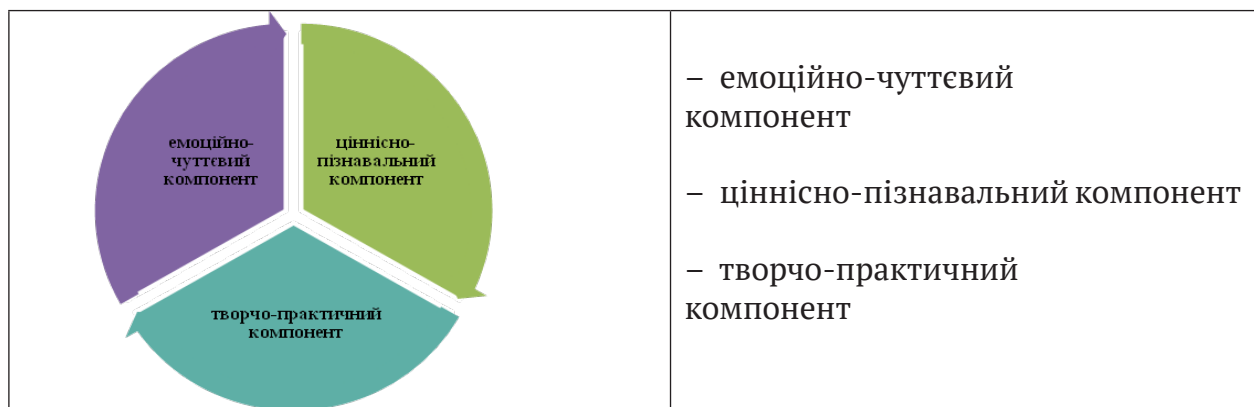 емоційно-
чуттєвий
компонент
ціннісно-
пізнавальний
компонент
творчо-практичний
компонент
– емоційно-чуттєвий
компонент
– ціннісно-пізнавальний компонент
– творчо-практичний
компонент